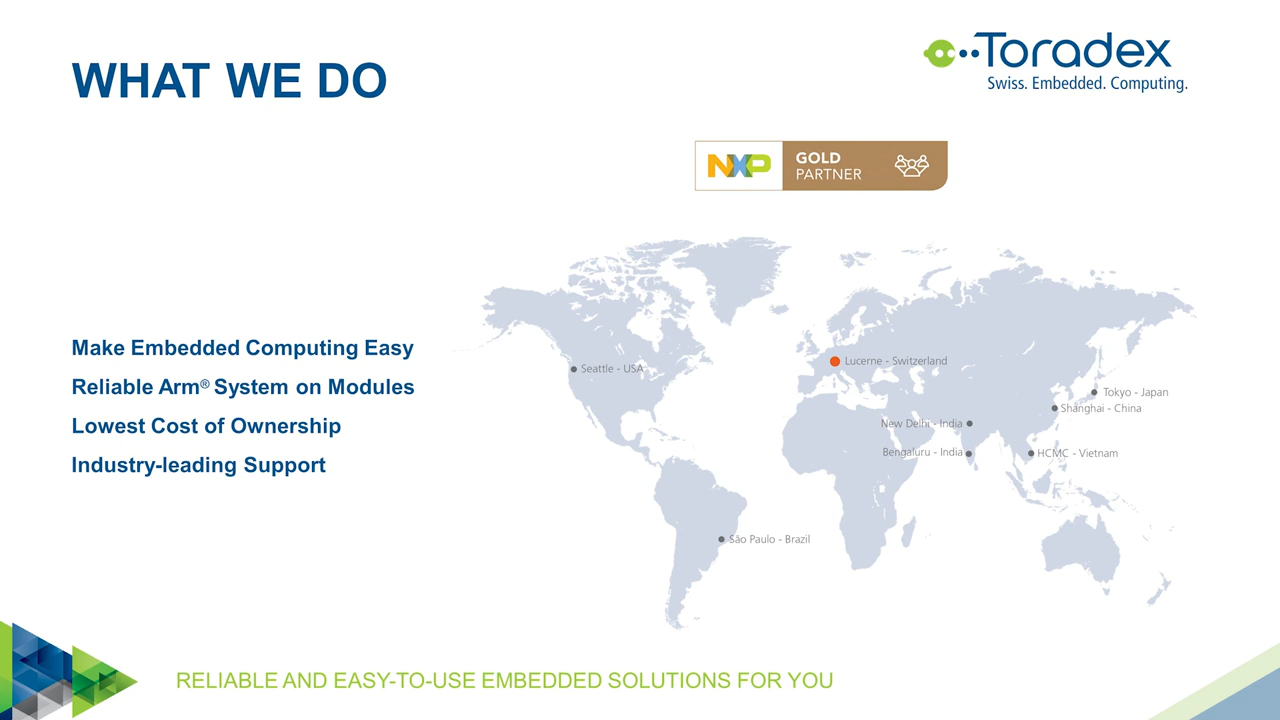 WHAT WE DO
Toradex
Swiss. Embedded. Computing.
NXP
GOLD
PARTNER
Make Embedded Computing Easy
Reliable Arm® System on Modules
Lowest Cost of Ownership
Industry-leading Support
Lucerne - Switzerland
Seattle - USA
Tokyo - Japan
Shanghai - China
New Delhi - India
Bengaluru - India
HCMC - Vietnam
São Paulo - Brazil
RELIABLE AND EASY-TO-USE EMBEDDED SOLUTIONS FOR YOU